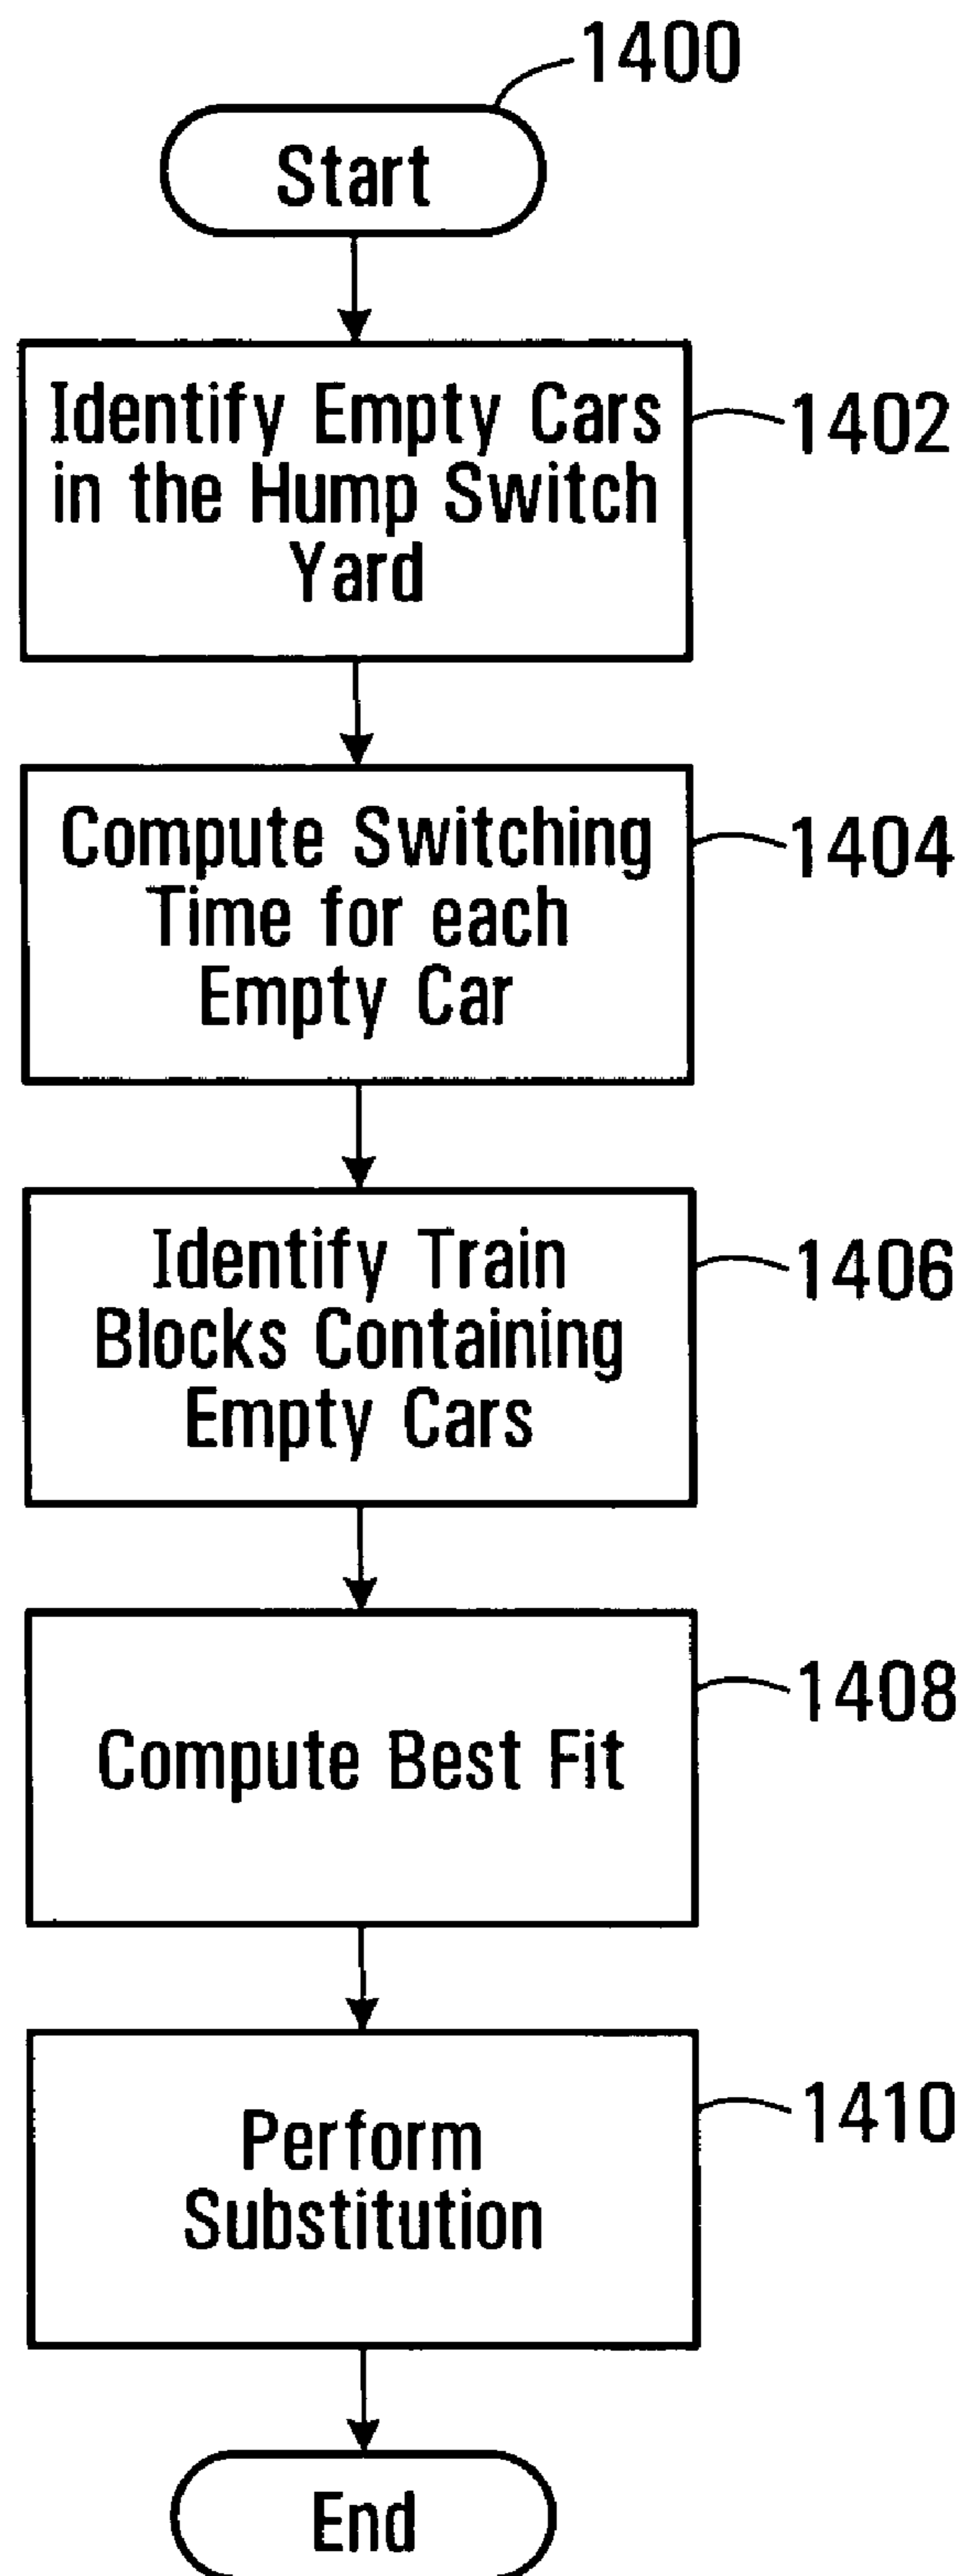 1400
Start
Identify Empty Cars
in the Hump Switch
Yard
1402
Compute Switching
Time for each
Empty Car
1404
Identify Train
Blocks Containing
Empty Cars
1406
Compute Best Fit
1408
Perform
Substitution
1410
End